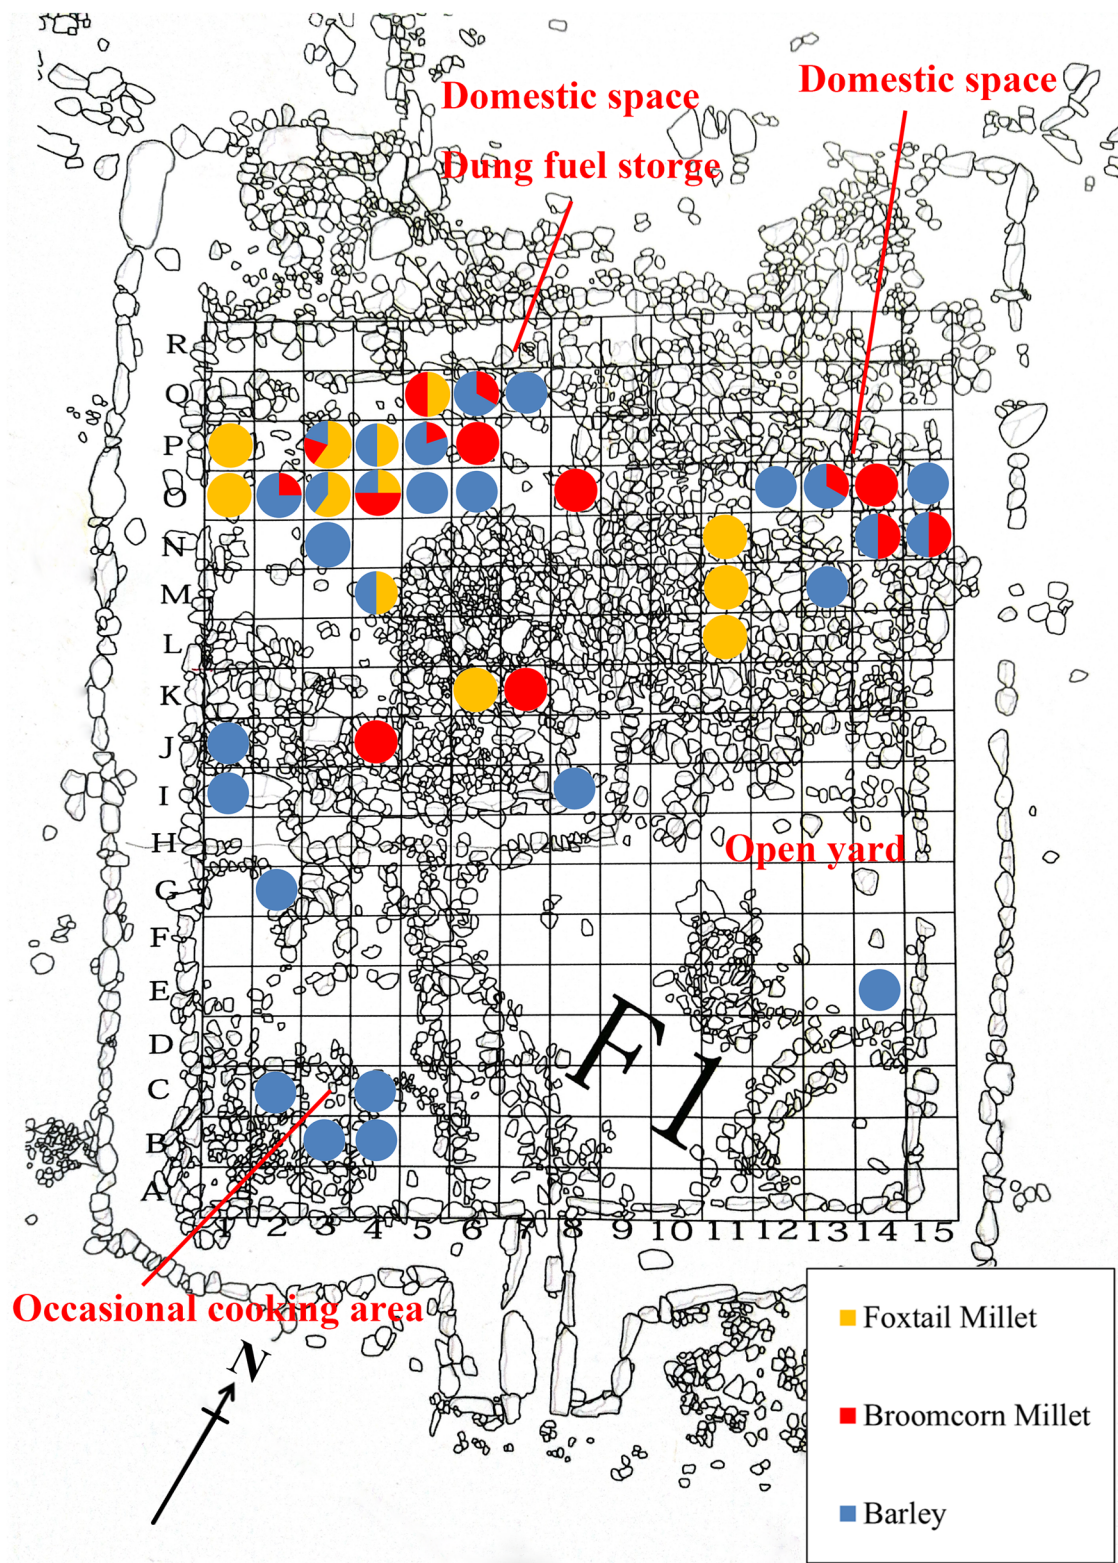 Domestic space
Domestic space
Dung fuel storge
R
Q
P
O
N
M
L
K
J
I
H
Open yard
G
F
E
D
F1
C
B
A
1 2 3 4 5 6 7 8 9 10 11 12 13 14 15
Occasional cooking area
N
Foxtail Millet
Broomcorn Millet
Barley